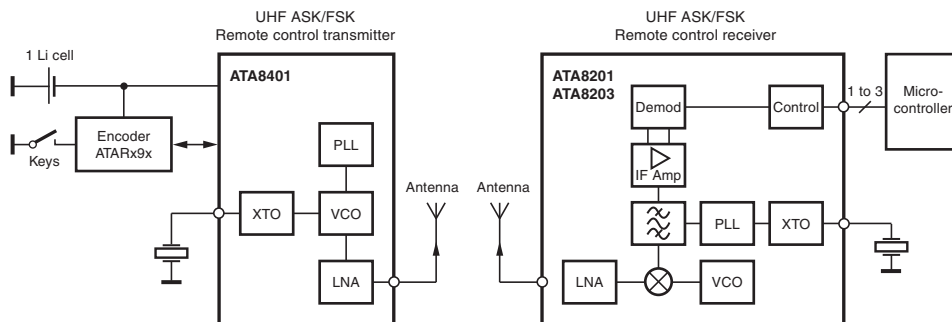 UHF ASK/FSK
Remote control transmitter
1 Li cell
ATA8401
Encoder
ATARx9x
Keys
PLL
XTO
VCO
LNA
Antenna
UHF ASK/FSK
Remote control receiver
Antenna
ATA8201
ATA8203
Demod
Control
1 to 3
Micro-
controller
IF Amp
PLL
XTO
LNA
VCO